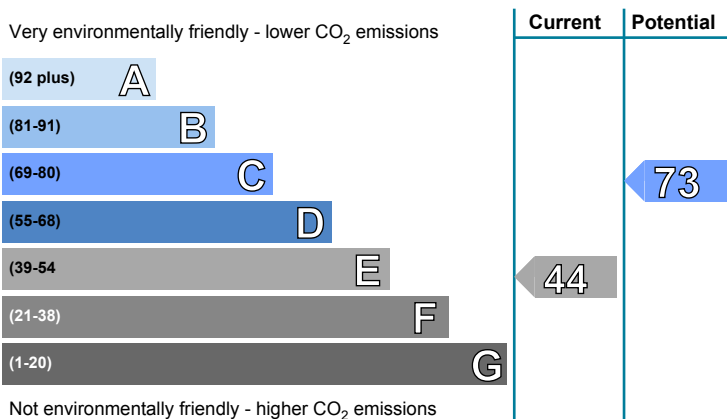 Very environmentally friendly - lower CO2 emissions
Current
Potential
(92 plus) A
(81-91) B
(69-80) C
73
(55-68) D
(39-54 E
44
(21-38) F
(1-20) G
Not environmentally friendly - higher CO2 emissions